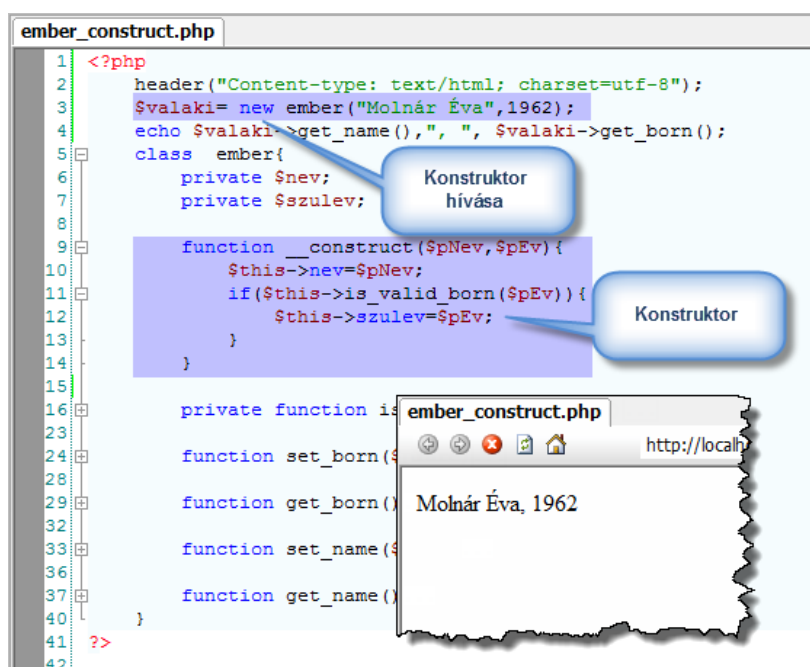 ember_construct.php
1 <?php
2 header("Content-type: text/html; charset=utf-8");
3 $valaki= new ember("Molnár Éva",1962);
4 echo $valaki->get_name(),", ", $valaki->get_born();
5 class ember{
6 private $nev;
7 private $szulev;
8
9 function __construct($pNev,$pEv){
10 $this->nev=$pNev;
11 if($this->is_valid_born($pEv)){
12 $this->szulev=$pEv;
13 }
14 }
15
16 private function is
23
24 function set_born($
28
29 function get_born()
32
33 function set_name($
36
37 function get_name()
40 }
41 ?>
42
Konstruktor
hívása
Konstruktor
ember_construct.php
http://localh
Molnár Éva, 1962